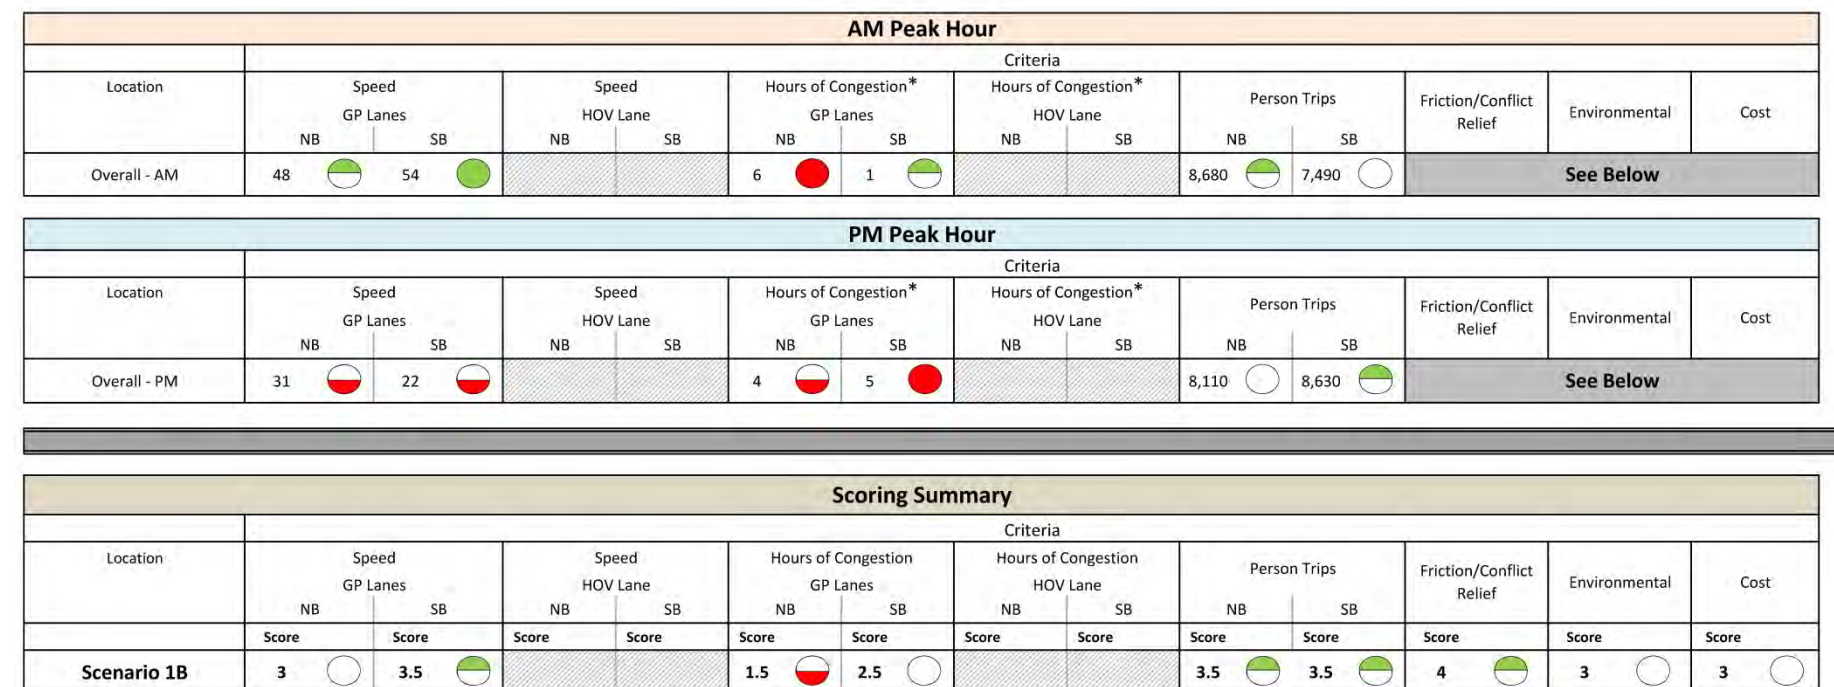 AM Peak Hour
Criteria
Location Speed Speed Hours of Congestion* Hours of Congestion* Person Trips Friction/Conflict Relief Environmental Cost
GP Lanes HOV Lane GP Lanes HOV Lane
NB SB NB SB NB SB NB SB NB SB
Overall - AM 48 54 6 1 8,680 7,490 See Below
PM Peak Hour
Criteria
Location Speed Speed Hours of Congestion* Hours of Congestion* Person Trips Friction/Conflict Relief Environmental Cost
GP Lanes HOV Lane GP Lanes HOV Lane
NB SB NB SB NB SB NB SB NB SB
Overall - PM 31 22 4 5 8,110 8,630 See Below
Scoring Summary
Criteria
Location Speed Speed Hours of Congestion Hours of Congestion Person Trips Friction/Conflict Relief Environmental Cost
GP Lanes HOV Lane GP Lanes HOV Lane
NB SB NB SB NB SB NB SB NB SB
Score Score Score Score Score Score Score Score Score Score Score Score Score
Scenario 1B 3 3.5 1.5 2.5 3.5 3.5 4 3 3